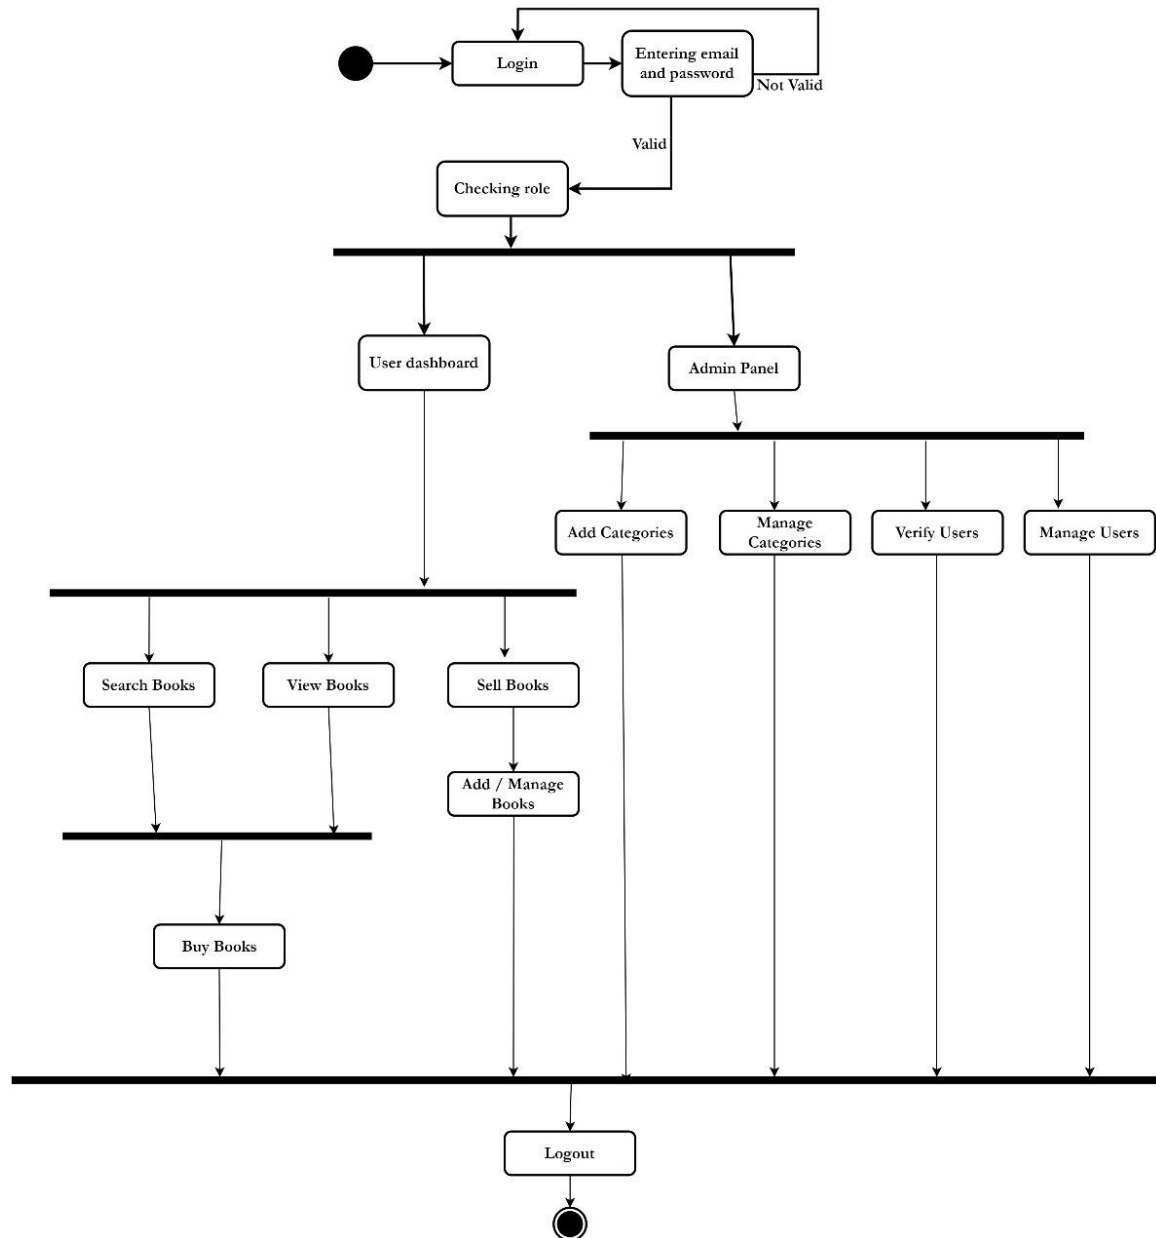 Login
Entering email
and password
Not Valid
Valid
Checking role
User dashboard
Admin Panel
Add Categories
Manage
Categories
Verify Users
Manage Users
Search Books
View Books
Sell Books
Add / Manage
Books
Buy Books
Logout